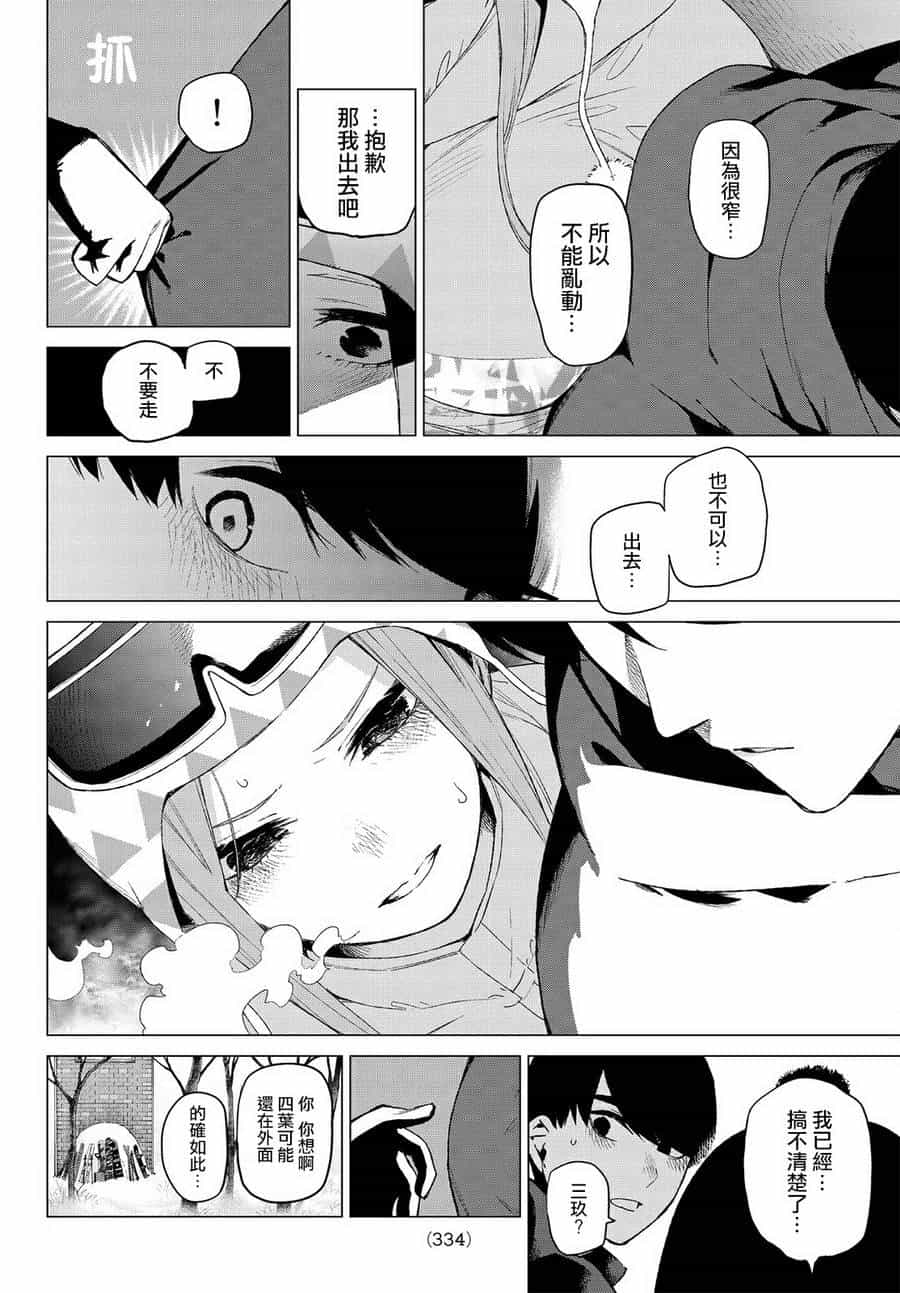 因為很窄…
所以
不能亂動…
…抱歉
那我出去吧
抓
！
不
不要走
也不可以…
出去…
我已經…
搞不清楚了…
三玖？
你 你想啊
四葉可能
還在外面
的確如此…
(334)